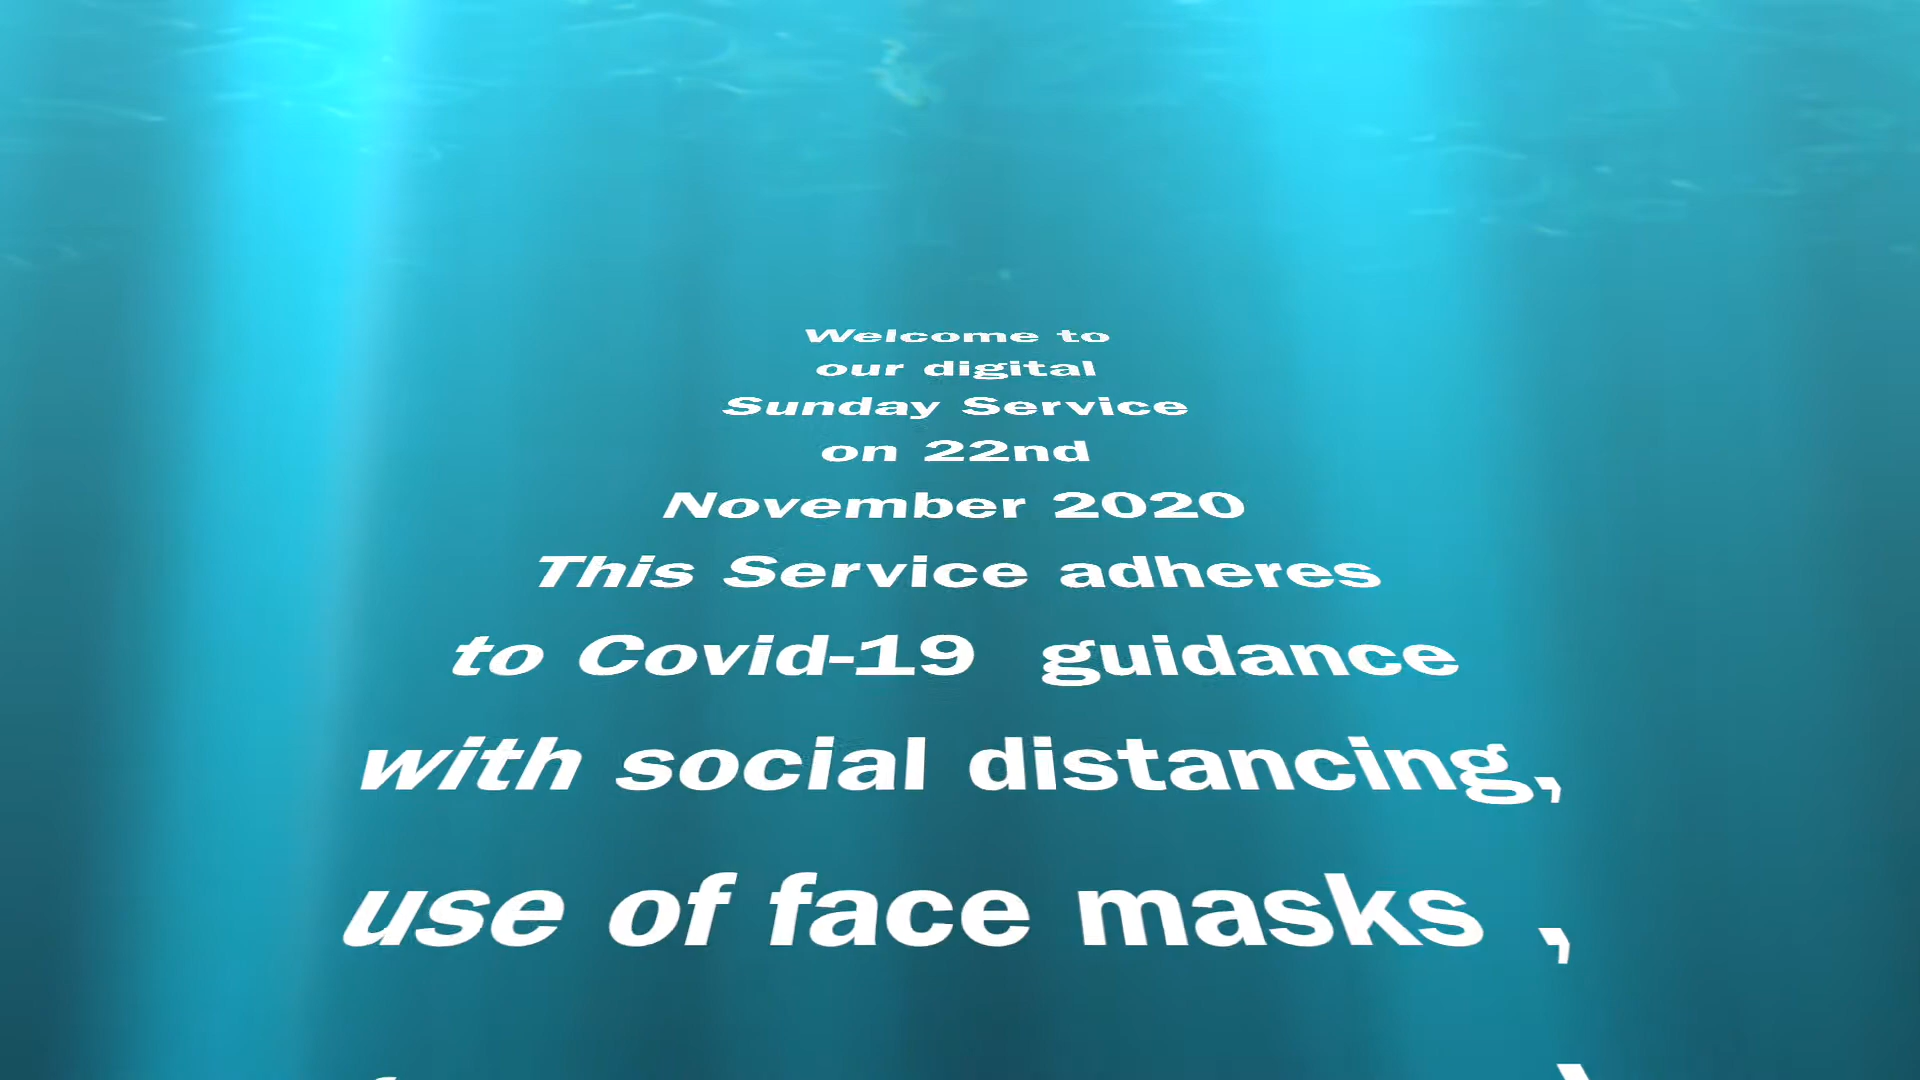 Welcome to
our digital
Sunday Service
on 22nd
November 2020
This Service adheres
to Covid-19  guidance
with social distancing,
use of face masks ,